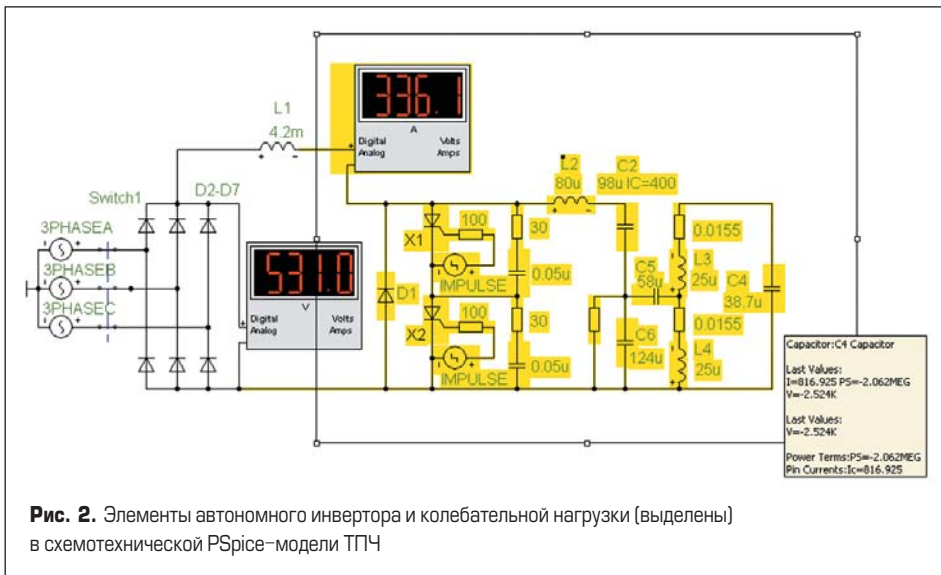 336.1
A
Digital
Analog
Volts
Amps
L1
4.2m
Switch1
D2-D7
3PHASEA
3PHASEB
3PHASEC
531.0
V
Digital
Analog
Volts
Amps
D1
X1
100
IMPULSE
X2
100
IMPULSE
30
0.05u
30
0.05u
L2
80u
C2
98u IC=400
C5
58u
C6
124u
0.0155
L3
25u
0.0155
L4
25u
C4
38.7u
Capacitor:C4 Capacitor
Last Values:
I=816.925 PS=-2.062MEG
V=-2.524K
Last Values:
V=-2.524K
Power Terms:PS=-2.062MEG
Pin Currents:Ic=816.925
Рис. 2. Элементы автономного инвертора и колебательной нагрузки (выделены)
в схемотехнической PSpice-модели ТПЧ